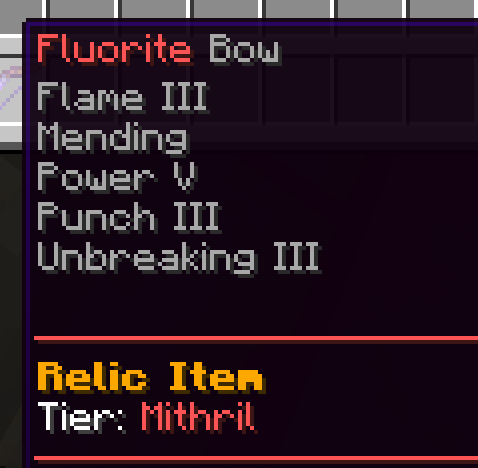 Fluorite Bow
Flame III
Mending
Power V
Punch III
Unbreaking III
Relic Item
Tier: Mithril